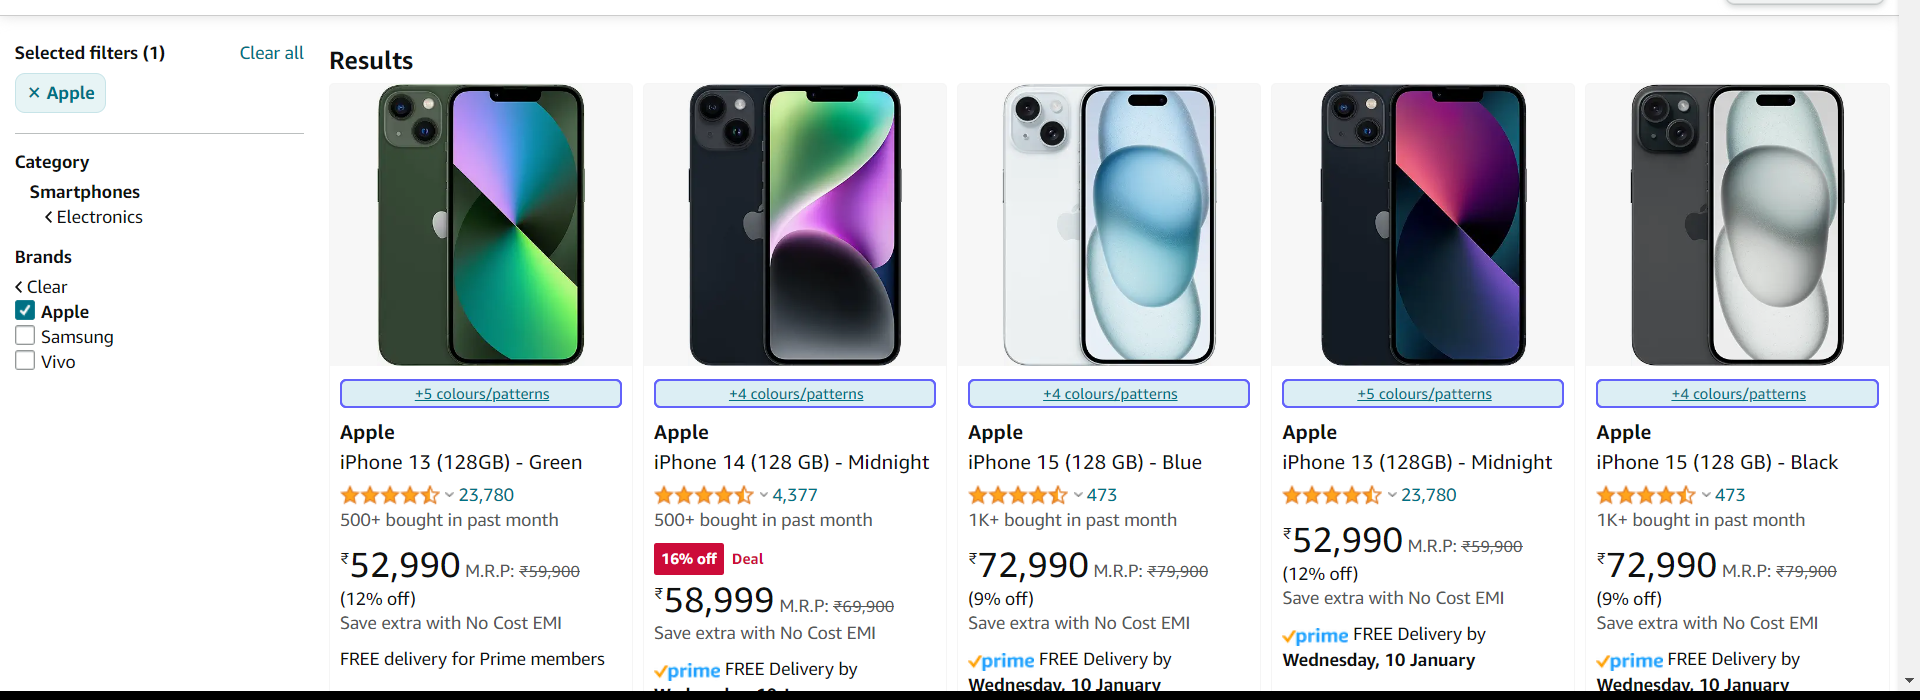 Selected filters (1)
Clear all
✕ Apple
Category
Smartphones
Electronics
Brands
Clear
Apple
Samsung
Vivo
Results
+5 colours/patterns
Apple
iPhone 13 (128GB) - Green
23,780
500+ bought in past month
₹52,990 M.R.P: ₹59,900
(12% off)
Save extra with No Cost EMI
FREE delivery for Prime members
+4 colours/patterns
Apple
iPhone 14 (128 GB) - Midnight
4,377
500+ bought in past month
16% off Deal
₹58,999 M.R.P: ₹69,900
Save extra with No Cost EMI
prime FREE Delivery by
+4 colours/patterns
Apple
iPhone 15 (128 GB) - Blue
473
1K+ bought in past month
₹72,990 M.R.P: ₹79,900
(9% off)
Save extra with No Cost EMI
prime FREE Delivery by
Wednesday, 10 January
+5 colours/patterns
Apple
iPhone 13 (128GB) - Midnight
23,780
₹52,990 M.R.P: ₹59,900
(12% off)
Save extra with No Cost EMI
prime FREE Delivery by
Wednesday, 10 January
+4 colours/patterns
Apple
iPhone 15 (128 GB) - Black
473
1K+ bought in past month
₹72,990 M.R.P: ₹79,900
(9% off)
Save extra with No Cost EMI
prime FREE Delivery by
Wednesday, 10 January